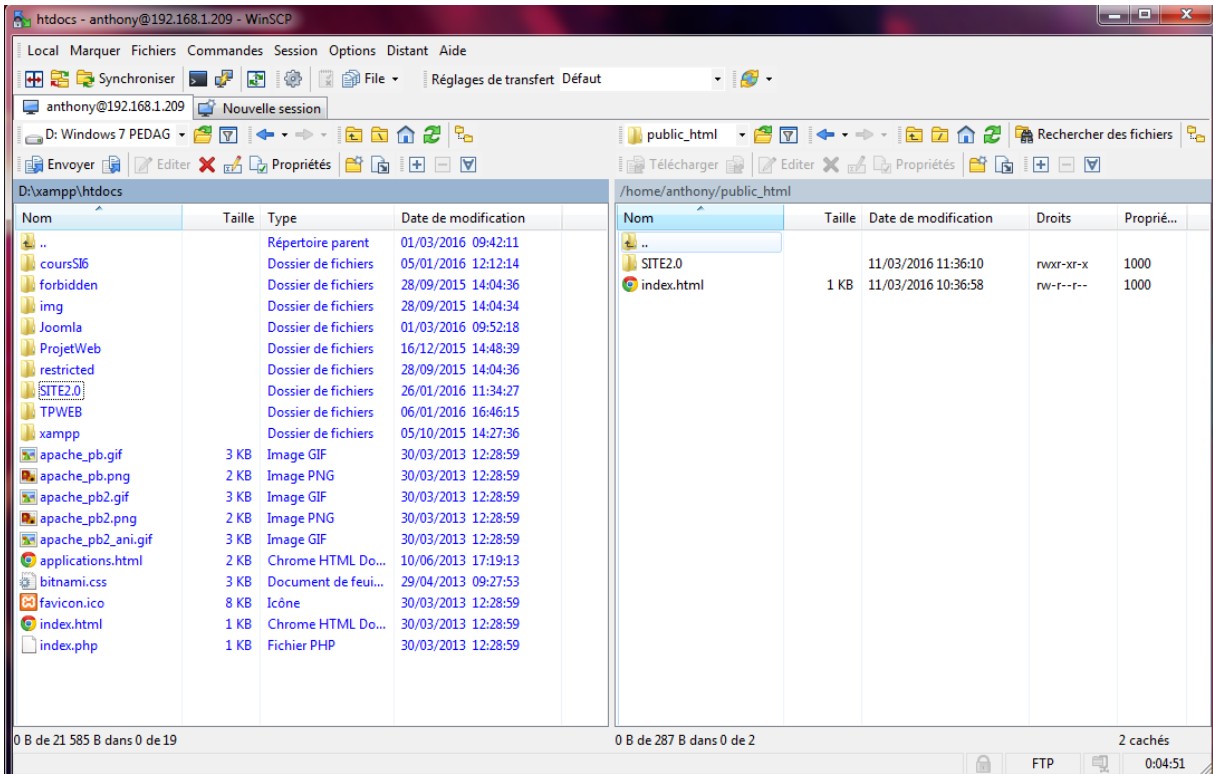 htdocs - anthony@192.168.1.209 - WinSCP
Local Marquer Fichiers Commandes Session Options Distant Aide
Synchroniser File Réglages de transfert Défaut
anthony@192.168.1.209 Nouvelle session
D: Windows 7 PEDAG public_html Rechercher des fichiers
Envoyer Editer Propriétés Télécharger Editer Propriétés
D:\xampp\htdocs /home/anthony/public_html
Nom Taille Type Date de modification Nom Taille Date de modification Droits Proprié...
.. Répertoire parent 01/03/2016 09:42:11 ..
coursSI6 Dossier de fichiers 05/01/2016 12:12:14 SITE2.0 11/03/2016 11:36:10 rwxr-xr-x 1000
forbidden Dossier de fichiers 28/09/2015 14:04:36 index.html 1 KB 11/03/2016 10:36:58 rw-r--r-- 1000
img Dossier de fichiers 28/09/2015 14:04:34
Joomla Dossier de fichiers 01/03/2016 09:52:18
ProjetWeb Dossier de fichiers 16/12/2015 14:48:39
restricted Dossier de fichiers 28/09/2015 14:04:36
SITE2.0 Dossier de fichiers 26/01/2016 11:34:27
TPWEB Dossier de fichiers 06/01/2016 16:46:15
xampp Dossier de fichiers 05/10/2015 14:27:36
apache_pb.gif 3 KB Image GIF 30/03/2013 12:28:59
apache_pb.png 2 KB Image PNG 30/03/2013 12:28:59
apache_pb2.gif 3 KB Image GIF 30/03/2013 12:28:59
apache_pb2.png 2 KB Image PNG 30/03/2013 12:28:59
apache_pb2_ani.gif 3 KB Image GIF 30/03/2013 12:28:59
applications.html 2 KB Chrome HTML Do... 10/06/2013 17:19:13
bitnami.css 3 KB Document de feui... 29/04/2013 09:27:53
favicon.ico 8 KB Icône 30/03/2013 12:28:59
index.html 1 KB Chrome HTML Do... 30/03/2013 12:28:59
index.php 1 KB Fichier PHP 30/03/2013 12:28:59
0 B de 21 585 B dans 0 de 19 0 B de 287 B dans 0 de 2 2 cachés
FTP 0:04:51